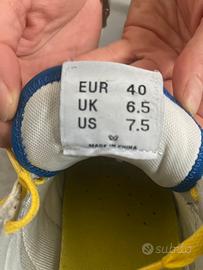 EUR 40
UK 6.5
US 7.5
MADE IN CHINA
subito